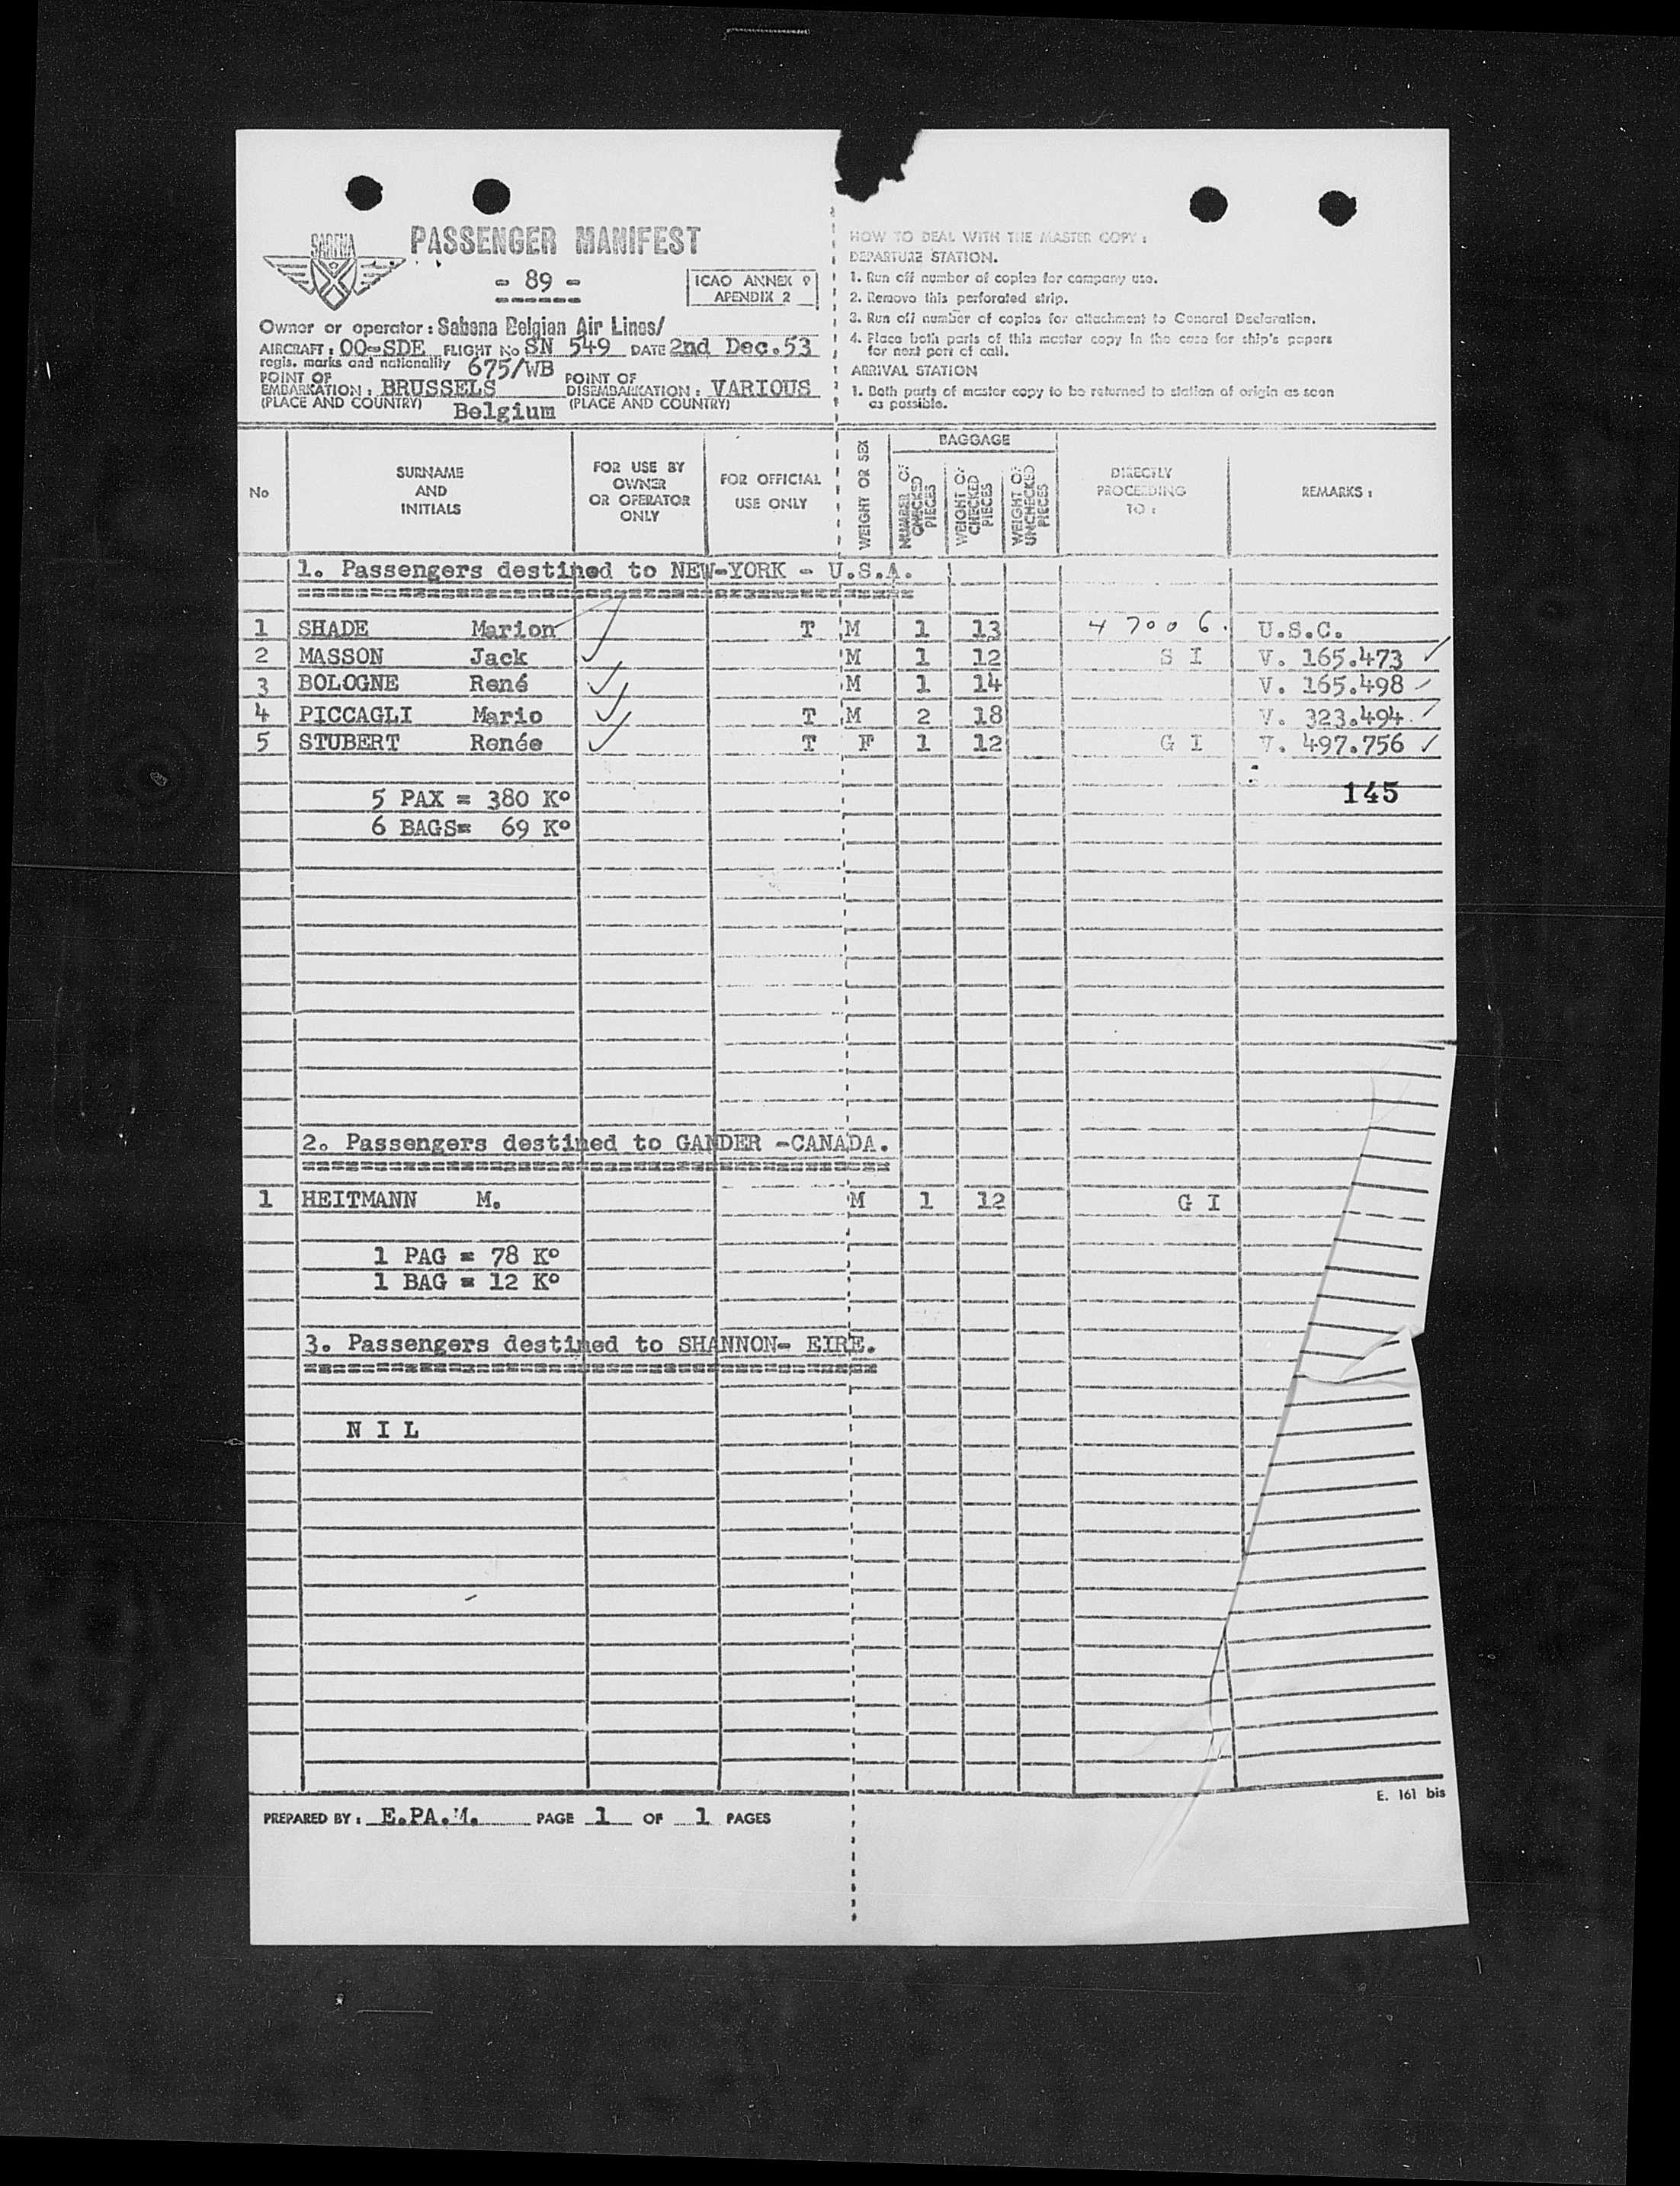 SABENA
PASSENGER MANIFEST
- 89 -
ICAO ANNEX 9
APENDIX 2
Owner or operator : Sabena Belgian Air Lines/
AIRCRAFT : OO-SDE FLIGHT No SN 549 DATE 2nd Dec.53
regis. marks and nationality 675/WB
POINT OF EMBARKATION : BRUSSELS POINT OF DISEMBARKATION : VARIOUS
(PLACE AND COUNTRY) Belgium (PLACE AND COUNTRY)
HOW TO DEAL WITH THE MASTER COPY :
DEPARTURE STATION.
1. Run off number of copies for company use.
2. Remove this perforated strip.
3. Run off number of copies for attachment to General Declaration.
4. Place both parts of this master copy in the case for ship's papers
for next port of call.
ARRIVAL STATION
1. Both parts of master copy to be returned to station of origin as soon
as possible.
No
SURNAME
AND
INITIALS
FOR USE BY
OWNER
OR OPERATOR
ONLY
FOR OFFICIAL
USE ONLY
WEIGHT OR SEX
BAGGAGE
NUMBER OF
CHECKED
PIECES
WEIGHT OF
CHECKED
PIECES
WEIGHT OF
UNCHECKED
PIECES
DIRECTLY
PROCEEDING
TO :
REMARKS :
1. Passengers destined to NEW-YORK - U.S.A.
1 SHADE Marion T M 1 13 47006. U.S.C.
2 MASSON Jack M 1 12 S I V. 165.473
3 BOLOGNE René M 1 14 V. 165.498
4 PICCAGLI Mario T M 2 18 V. 323.494
5 STUBERT Renée T F 1 12 G I V. 497.756
145
5 PAX = 380 K°
6 BAGS= 69 K°
2. Passengers destined to GANDER -CANADA.
1 HEITMANN M. M 1 12 G I
1 PAG = 78 K°
1 BAG = 12 K°
3. Passengers destined to SHANNON- EIRE.
N I L
E. 161 bis
PREPARED BY : E.PA.M. PAGE 1 OF 1 PAGES